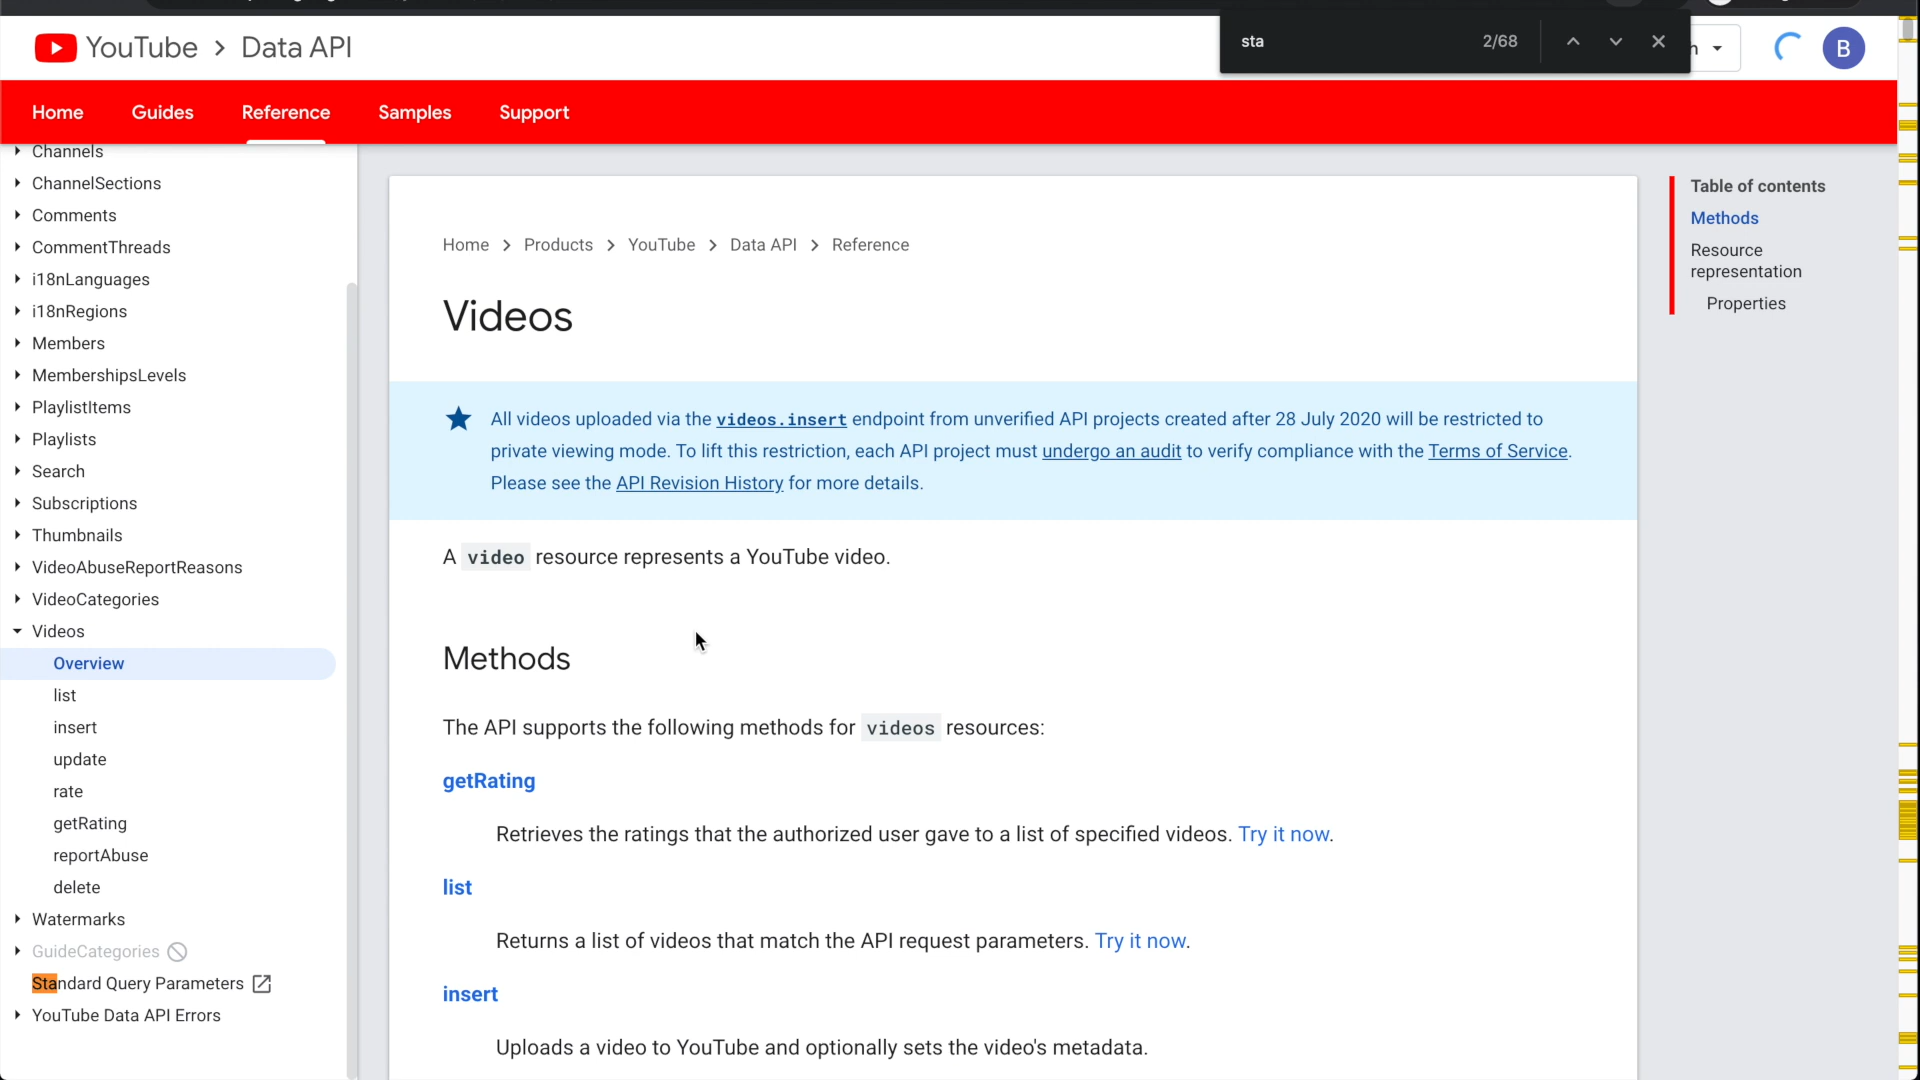 YouTube > Data API
sta
2/68
B
Home
Guides
Reference
Samples
Support
Channels
ChannelSections
Comments
CommentThreads
i18nLanguages
i18nRegions
Members
MembershipsLevels
PlaylistItems
Playlists
Search
Subscriptions
Thumbnails
VideoAbuseReportReasons
VideoCategories
Videos
Overview
list
insert
update
rate
getRating
reportAbuse
delete
Watermarks
GuideCategories
Standard Query Parameters
YouTube Data API Errors
Home > Products > YouTube > Data API > Reference
Videos
All videos uploaded via the videos.insert endpoint from unverified API projects created after 28 July 2020 will be restricted to
private viewing mode. To lift this restriction, each API project must undergo an audit to verify compliance with the Terms of Service.
Please see the API Revision History for more details.
A video resource represents a YouTube video.
Methods
The API supports the following methods for videos resources:
getRating
Retrieves the ratings that the authorized user gave to a list of specified videos. Try it now.
list
Returns a list of videos that match the API request parameters. Try it now.
insert
Uploads a video to YouTube and optionally sets the video's metadata.
Table of contents
Methods
Resource
representation
Properties